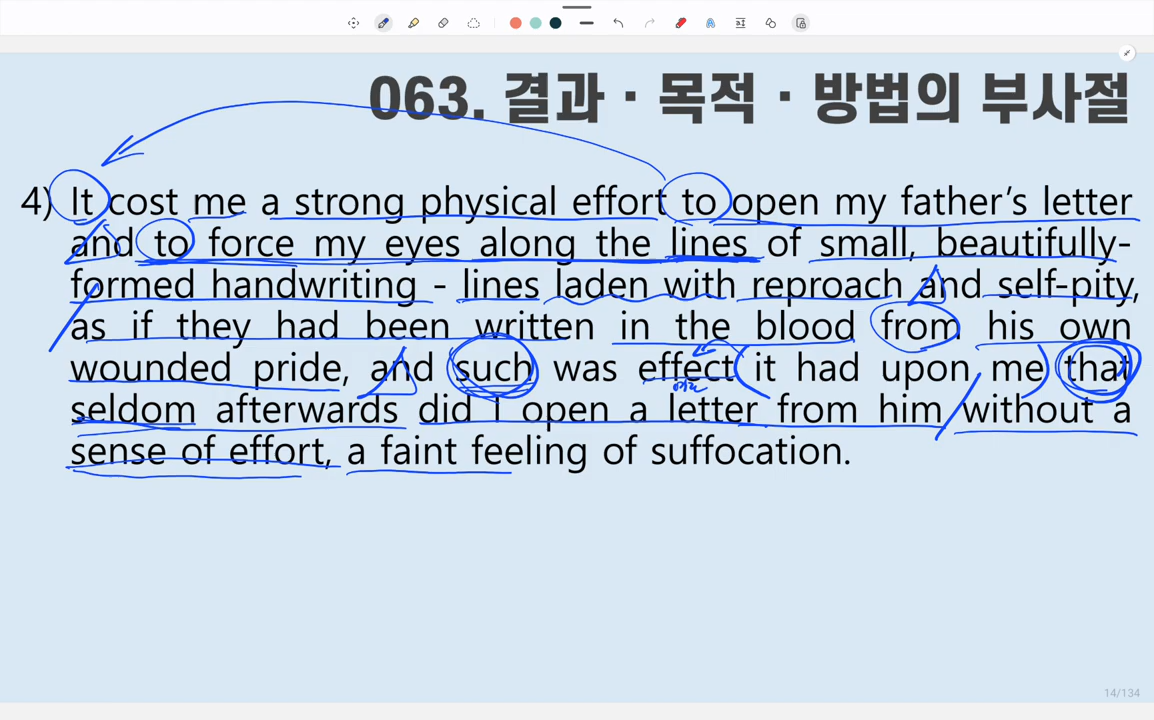 063. 결과 · 목적 · 방법의 부사절
4) It cost me a strong physical effort to open my father's letter
and to force my eyes along the lines of small, beautifully-
formed handwriting - lines laden with reproach and self-pity,
as if they had been written in the blood from his own
wounded pride, and such was effect it had upon me that
seldom afterwards did I open a letter from him without a
sense of effort, a faint feeling of suffocation.
14/134